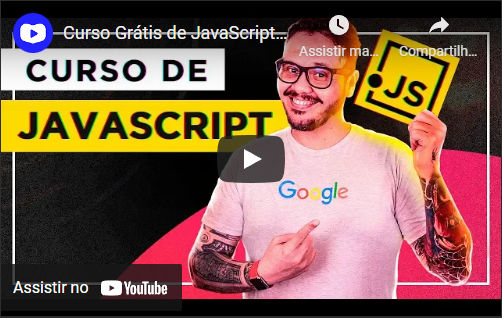 Curso Grátis de JavaScript...
Assistir ma...
Compartilh...
CURSO DE
JAVASCRIPT
.JS
Google
Assistir no YouTube